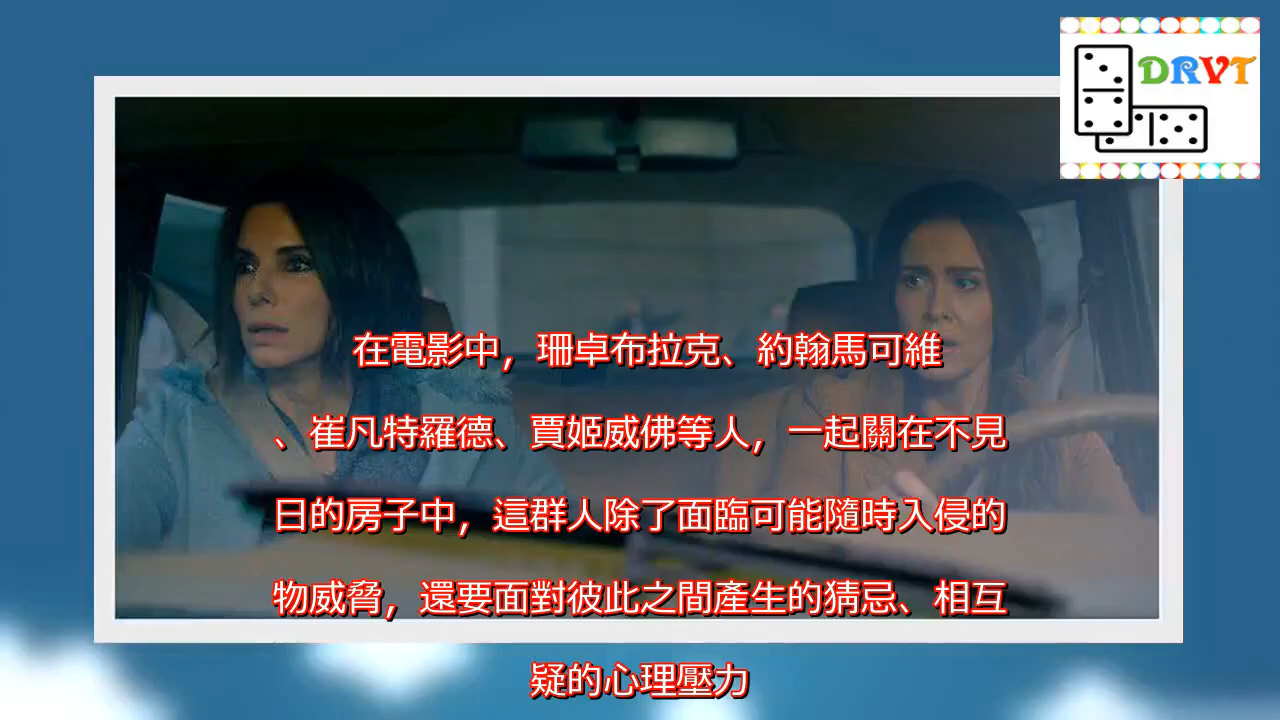 DRVT
在電影中，珊卓布拉克、約翰馬可維
、崔凡特羅德、賈姬威佛等人，一起關在不見
日的房子中，這群人除了面臨可能隨時入侵的
物威脅，還要面對彼此之間產生的猜忌、相互
疑的心理壓力